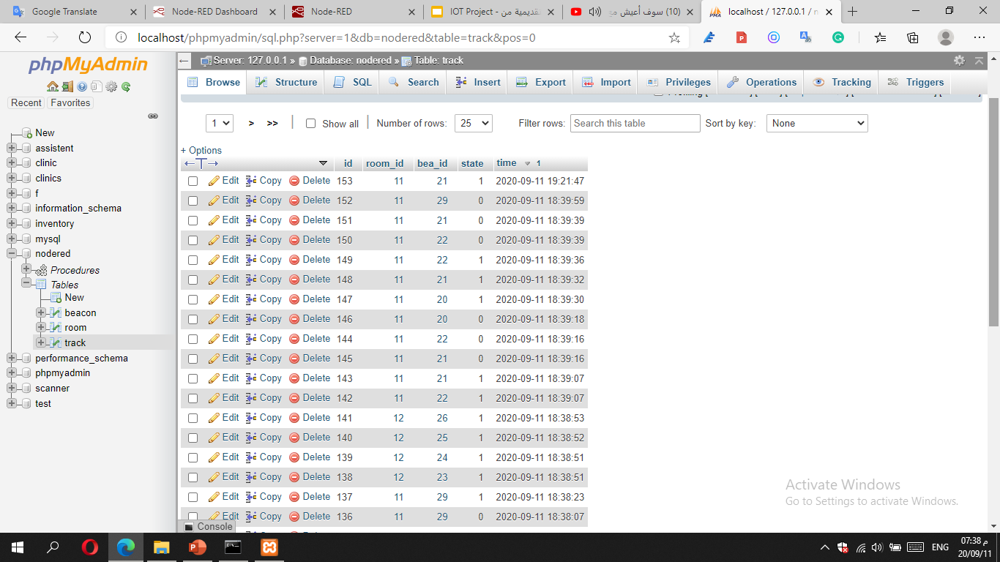 Google Translate
Node-RED Dashboard
Node-RED
IOT Project - تقديمية من
(10) سوف أعيش مع
localhost / 127.0.0.1 / n
localhost/phpmyadmin/sql.php?server=1&db=nodered&table=track&pos=0
phpMyAdmin
Recent Favorites
New
assistent
clinic
clinics
f
information_schema
inventory
mysql
nodered
Procedures
Tables
New
beacon
room
track
performance_schema
phpmyadmin
scanner
test
Server: 127.0.0.1 » Database: nodered » Table: track
Browse Structure SQL Search Insert Export Import Privileges Operations Tracking Triggers
1 > >> Show all Number of rows: 25 Filter rows: Search this table Sort by key: None
+ Options
←T→ id room_id bea_id state time 1
Edit Copy Delete 153 11 21 1 2020-09-11 19:21:47
Edit Copy Delete 152 11 29 0 2020-09-11 18:39:59
Edit Copy Delete 151 11 21 0 2020-09-11 18:39:39
Edit Copy Delete 150 11 22 0 2020-09-11 18:39:39
Edit Copy Delete 149 11 22 1 2020-09-11 18:39:36
Edit Copy Delete 148 11 21 1 2020-09-11 18:39:32
Edit Copy Delete 147 11 20 1 2020-09-11 18:39:30
Edit Copy Delete 146 11 20 0 2020-09-11 18:39:18
Edit Copy Delete 144 11 22 0 2020-09-11 18:39:16
Edit Copy Delete 145 11 21 0 2020-09-11 18:39:16
Edit Copy Delete 143 11 21 1 2020-09-11 18:39:07
Edit Copy Delete 142 11 22 1 2020-09-11 18:39:07
Edit Copy Delete 141 12 26 1 2020-09-11 18:38:53
Edit Copy Delete 140 12 25 1 2020-09-11 18:38:52
Edit Copy Delete 139 12 24 1 2020-09-11 18:38:51
Edit Copy Delete 138 12 23 1 2020-09-11 18:38:51
Edit Copy Delete 137 11 29 1 2020-09-11 18:38:23
Edit Copy Delete 136 11 29 0 2020-09-11 18:38:07
Console
Activate Windows
Go to Settings to activate Windows.
ENG
07:38 م
20/09/11